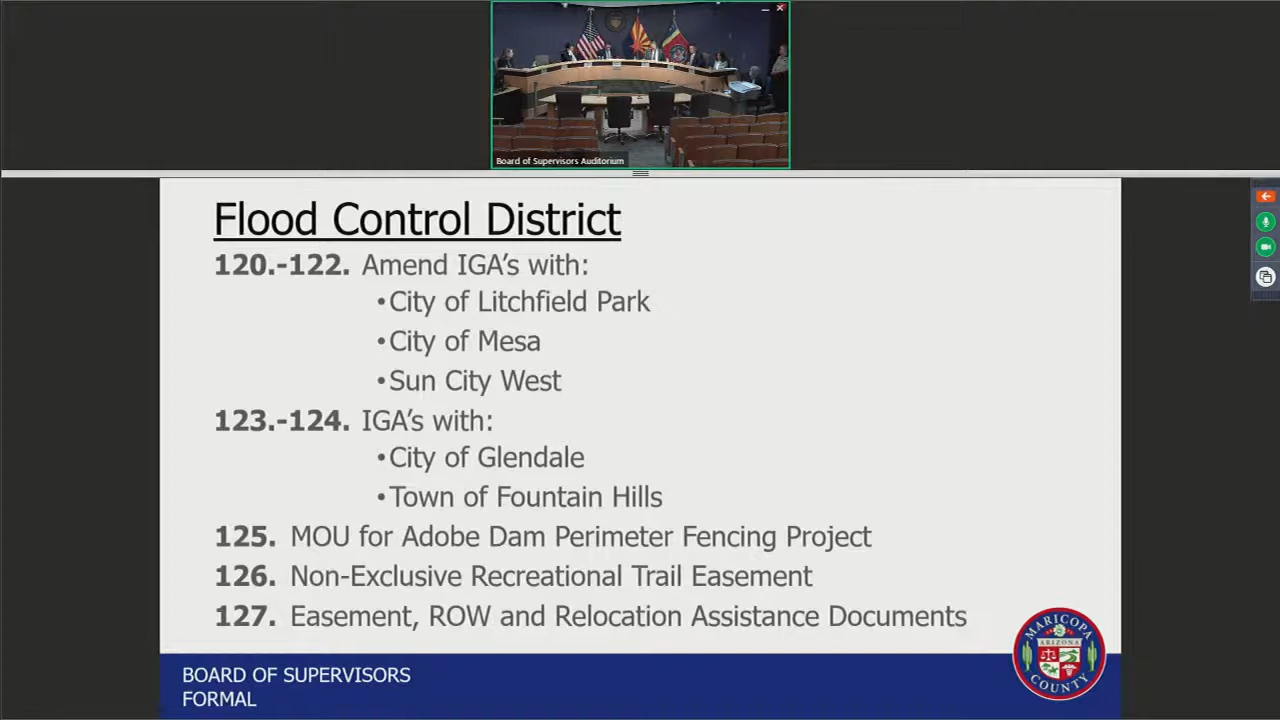 Board of Supervisors Auditorium
Flood Control District
120.-122. Amend IGA's with:
•City of Litchfield Park
•City of Mesa
•Sun City West
123.-124. IGA's with:
•City of Glendale
•Town of Fountain Hills
125. MOU for Adobe Dam Perimeter Fencing Project
126. Non-Exclusive Recreational Trail Easement
127. Easement, ROW and Relocation Assistance Documents
MARICOPA
ARIZONA
COUNTY
BOARD OF SUPERVISORS
FORMAL